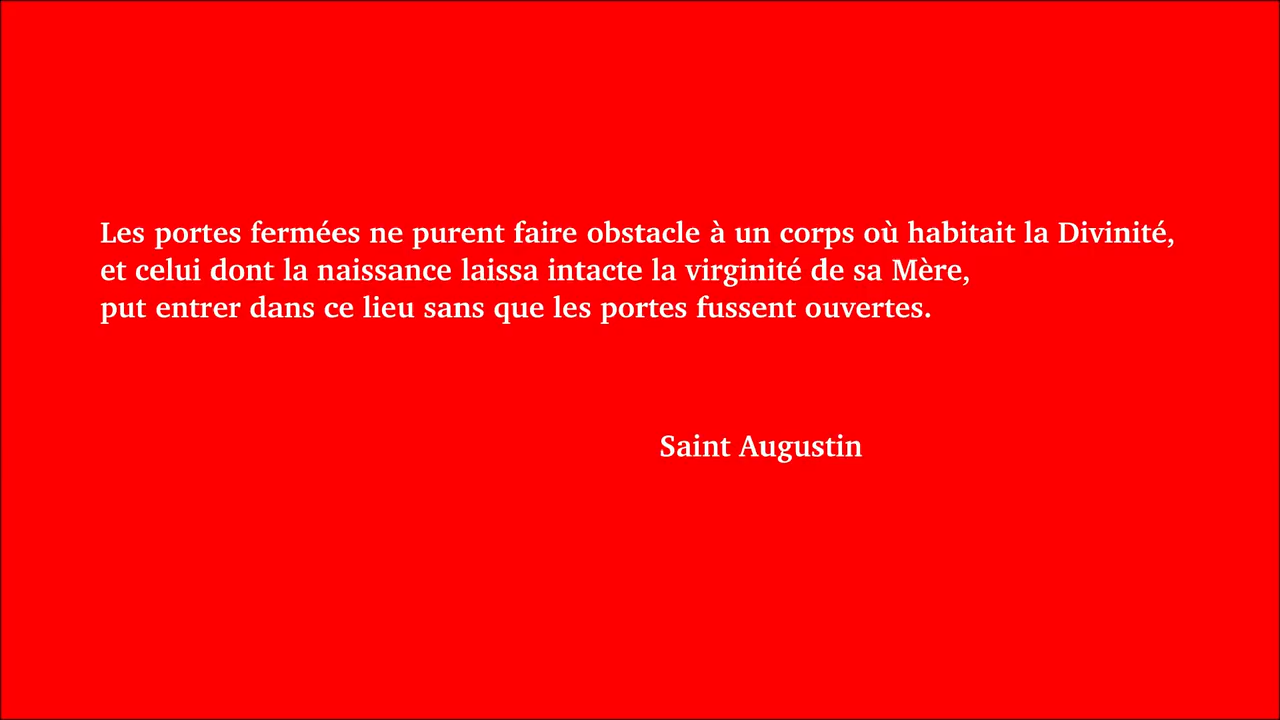 Les portes fermées ne purent faire obstacle à un corps où habitait la Divinité,
et celui dont la naissance laissa intacte la virginité de sa Mère,
put entrer dans ce lieu sans que les portes fussent ouvertes.
Saint Augustin